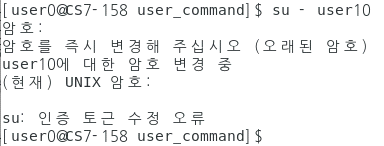 [user0@CS7-158 user_command]$ su - user10
암호:
암호를 즉시 변경해 주십시오 (오래된 암호)
user10에 대한 암호 변경 중
(현재) UNIX 암호:
su: 인증 토근 수정 오류
[user0@CS7-158 user_command]$